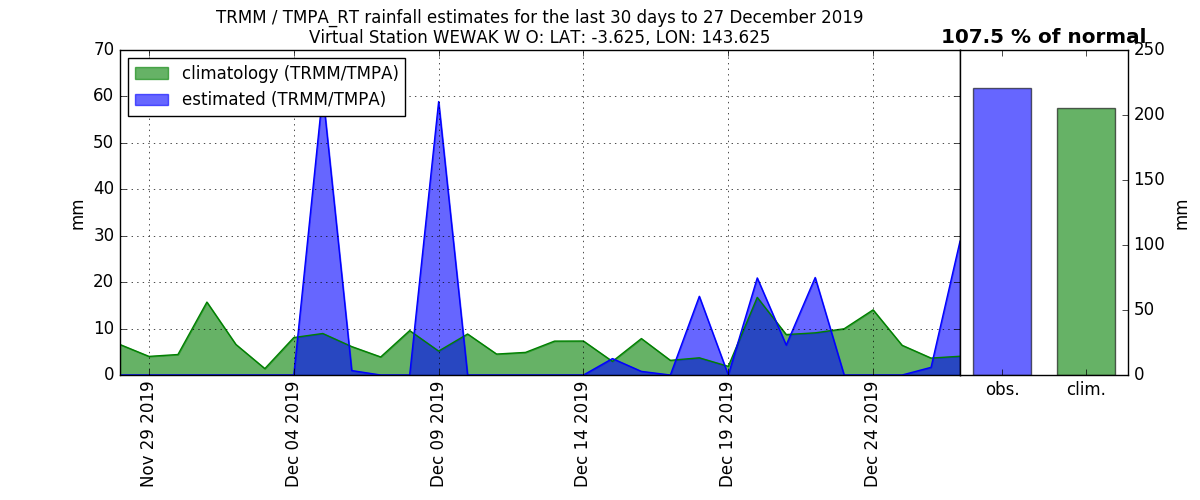 TRMM / TMPA_RT rainfall estimates for the last 30 days to 27 December 2019
Virtual Station WEWAK W O: LAT: -3.625, LON: 143.625
107.5 % of normal
climatology (TRMM/TMPA)
estimated (TRMM/TMPA)
70
60
50
40
30
20
10
0
mm
Nov 29 2019
Dec 04 2019
Dec 09 2019
Dec 14 2019
Dec 19 2019
Dec 24 2019
obs.
clim.
250
200
150
100
50
0
mm